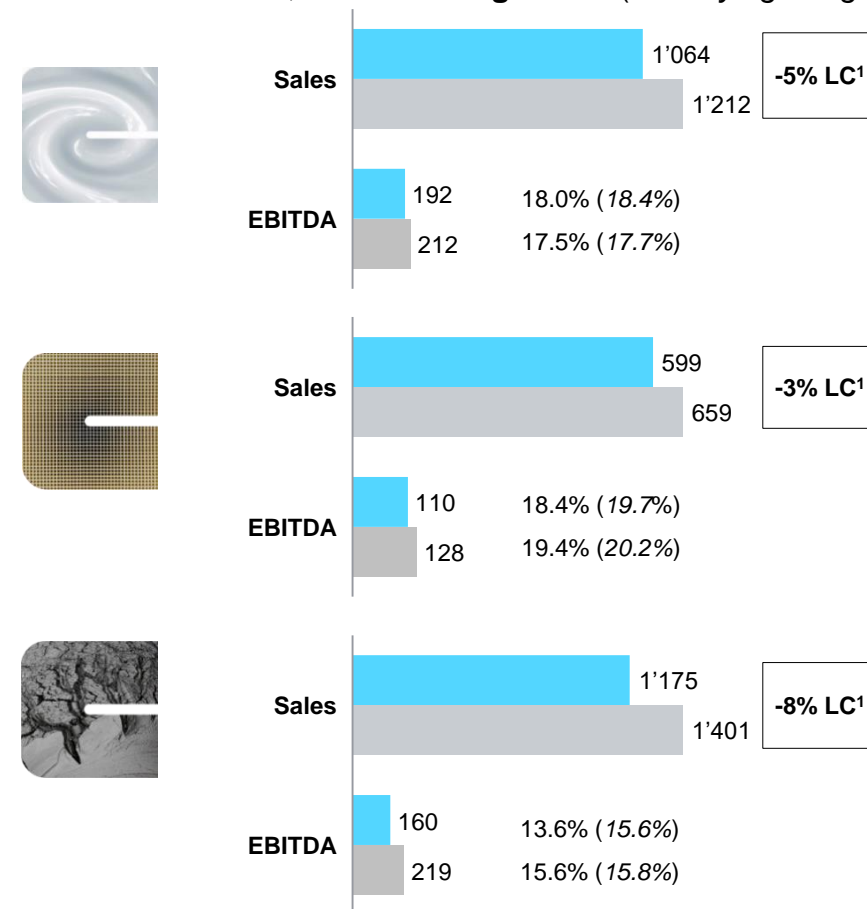 Sales
1’064
1’212
-5% LC¹
EBITDA
192
18.0% (18.4%)
212
17.5% (17.7%)
Sales
599
659
-3% LC¹
EBITDA
110
18.4% (19.7%)
128
19.4% (20.2%)
Sales
1’175
1’401
-8% LC¹
EBITDA
160
13.6% (15.6%)
219
15.6% (15.8%)